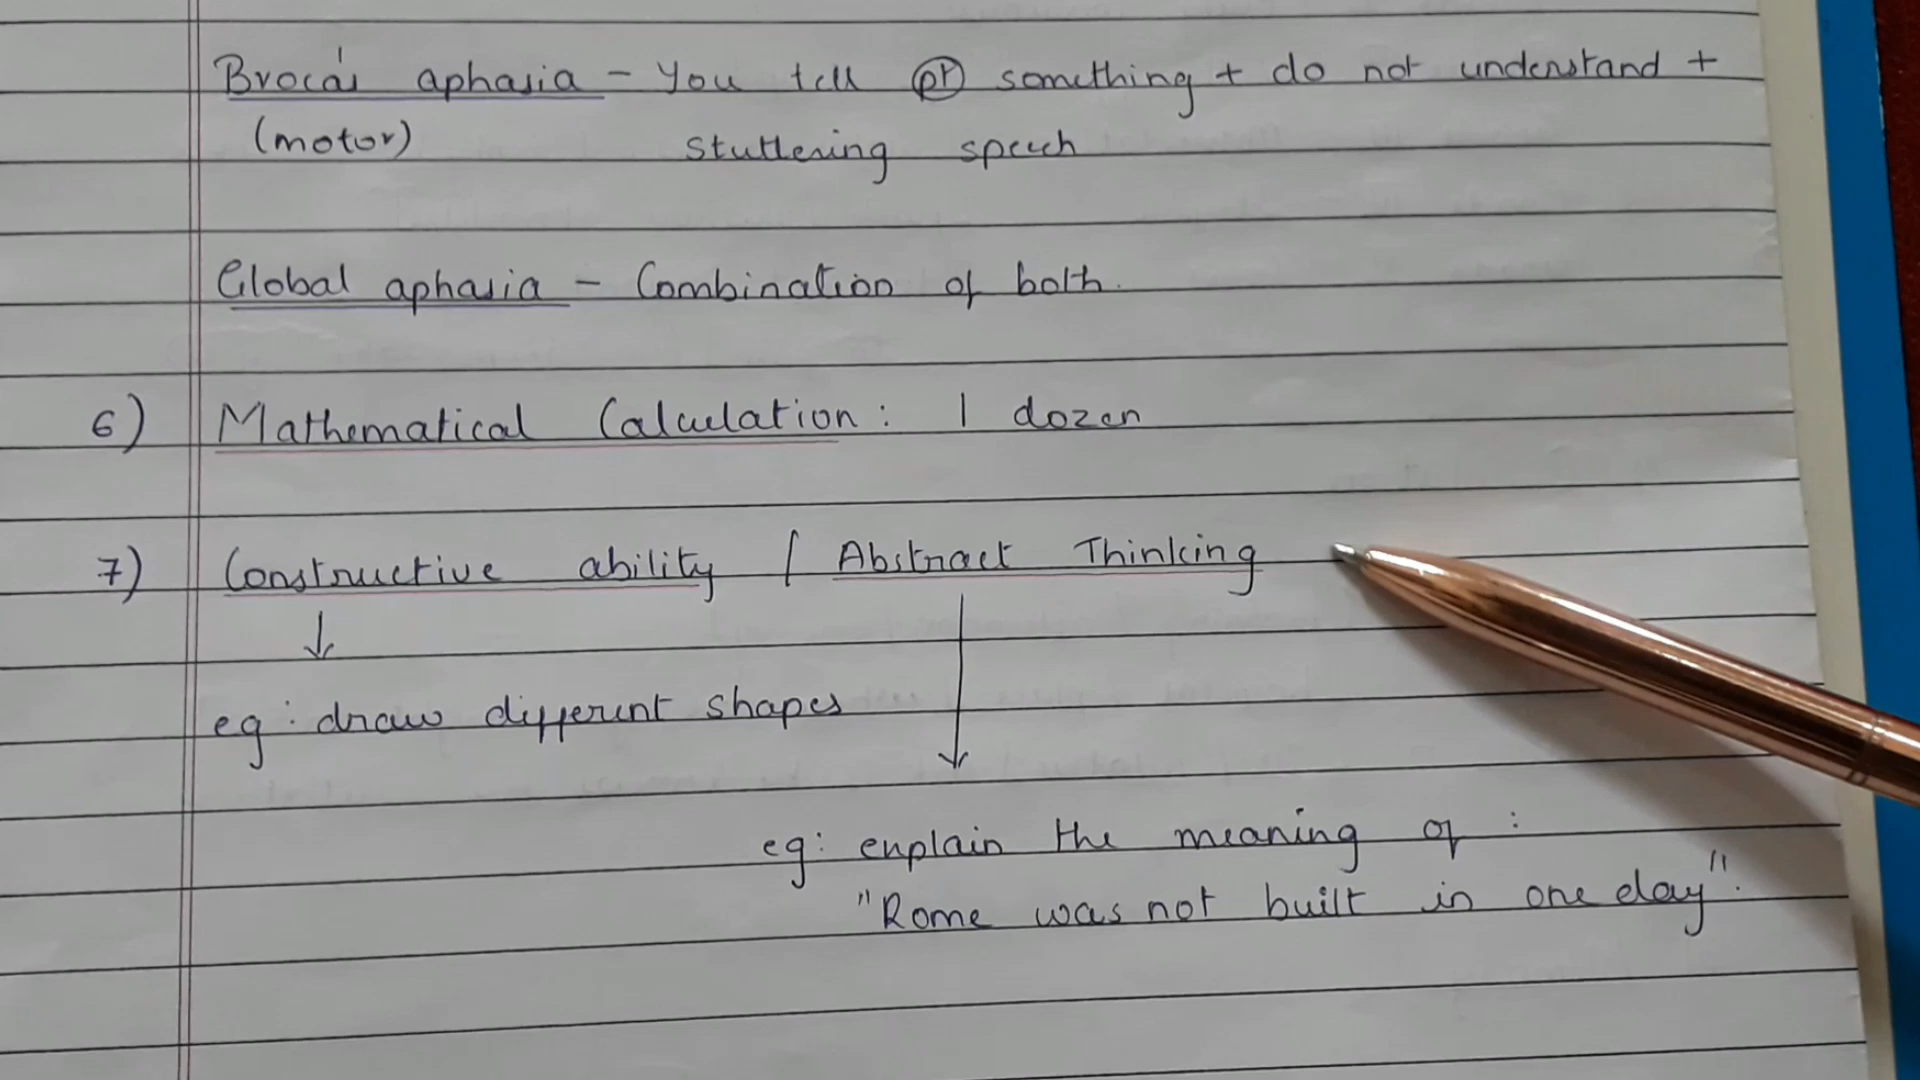 Broca's aphasia - You tell pt something + do not understand +
(motor) stuttering speech
Global aphasia - Combination of both.
6) Mathematical Calculation : 1 dozen
7) Constructive ability / Abstract Thinking
↓
eg : draw different shapes
↓
eg : explain the meaning of :
"Rome was not built in one day".